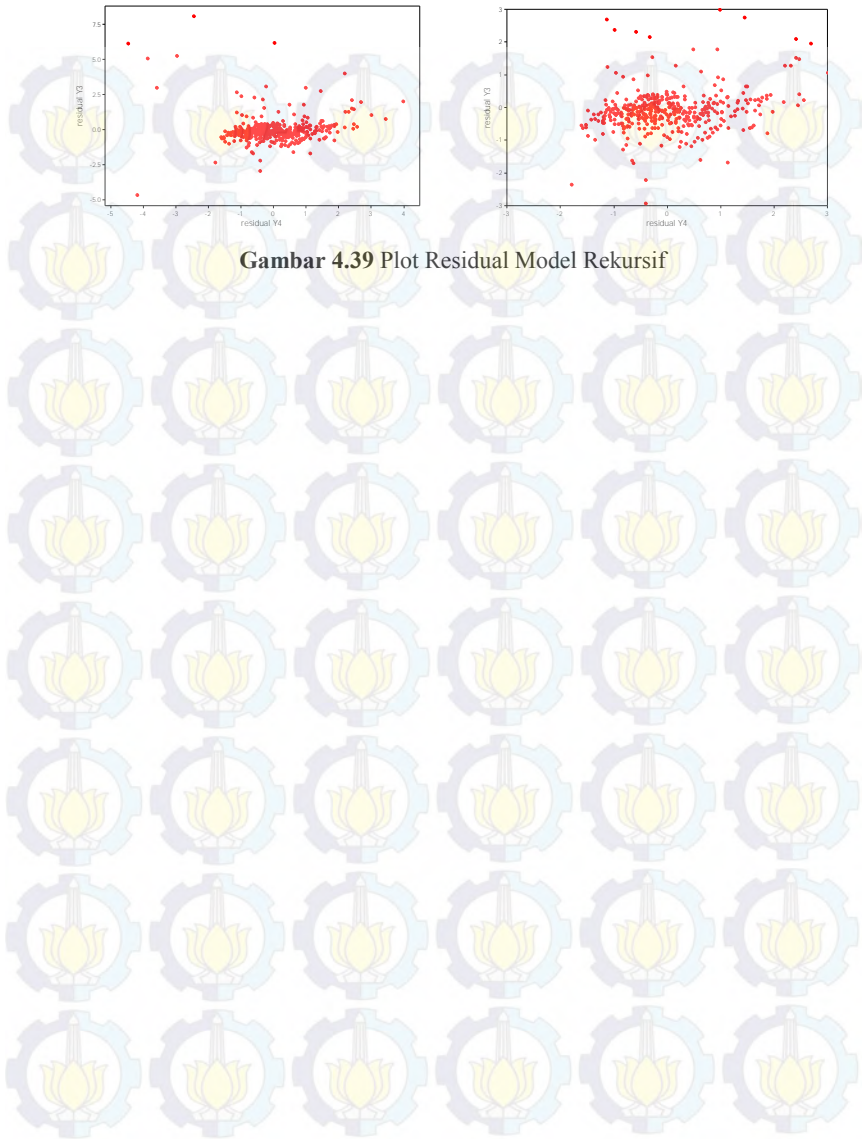 7.5
5.0
2.5
0.0
-2.5
-5.0
residual Y3
-5 -4 -3 -2 -1 0 1 2 3 4
residual Y4
3
2
1
0
-1
-2
-3
residual Y3
-3 -2 -1 0 1 2 3
residual Y4
Gambar 4.39 Plot Residual Model Rekursif